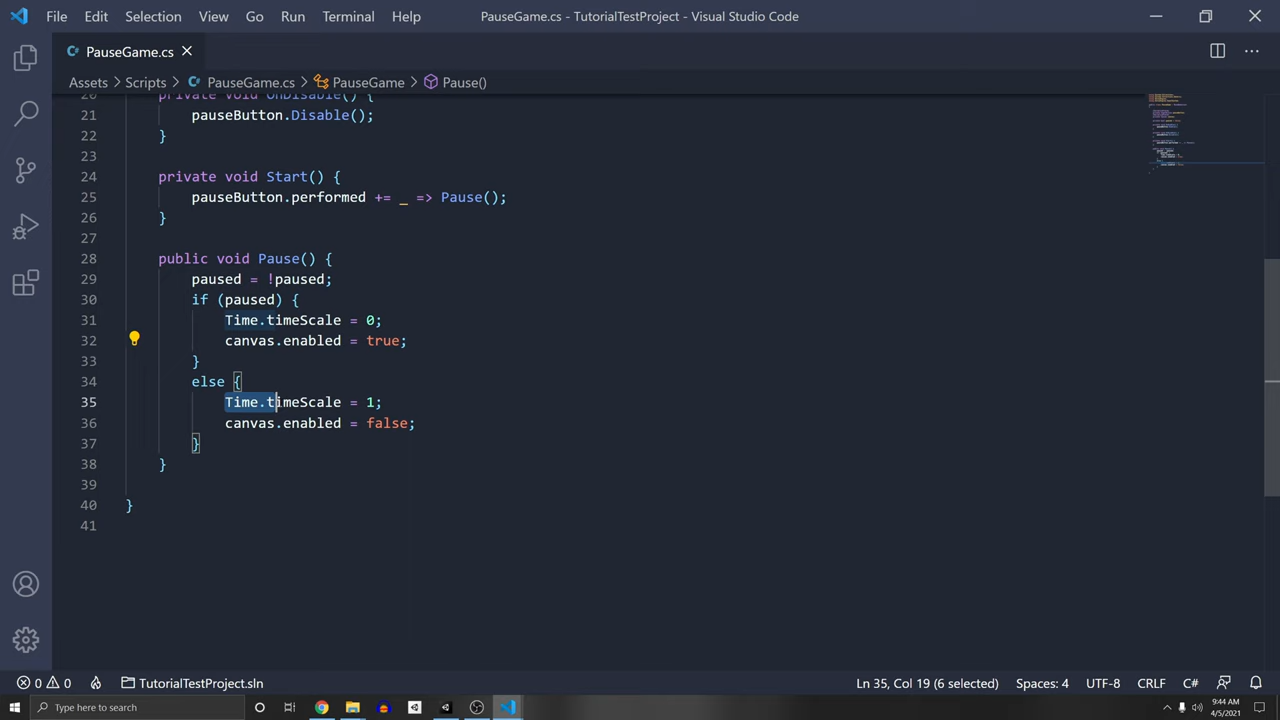 File Edit Selection View Go Run Terminal Help PauseGame.cs - TutorialTestProject - Visual Studio Code
PauseGame.cs
Assets > Scripts > PauseGame.cs > PauseGame > Pause()
20 private void OnDisable() {
21 pauseButton.Disable();
22 }
23
24 private void Start() {
25 pauseButton.performed += _ => Pause();
26 }
27
28 public void Pause() {
29 paused = !paused;
30 if (paused) {
31 Time.timeScale = 0;
32 canvas.enabled = true;
33 }
34 else {
35 Time.timeScale = 1;
36 canvas.enabled = false;
37 }
38 }
39
40 }
41
0 0 TutorialTestProject.sln Ln 35, Col 19 (6 selected) Spaces: 4 UTF-8 CRLF C#
Type here to search
9:44 AM
4/5/2021